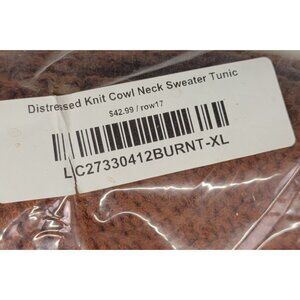 Distressed Knit Cowl Neck Sweater Tunic
$42.99 / row17
LC27330412BURNT-XL